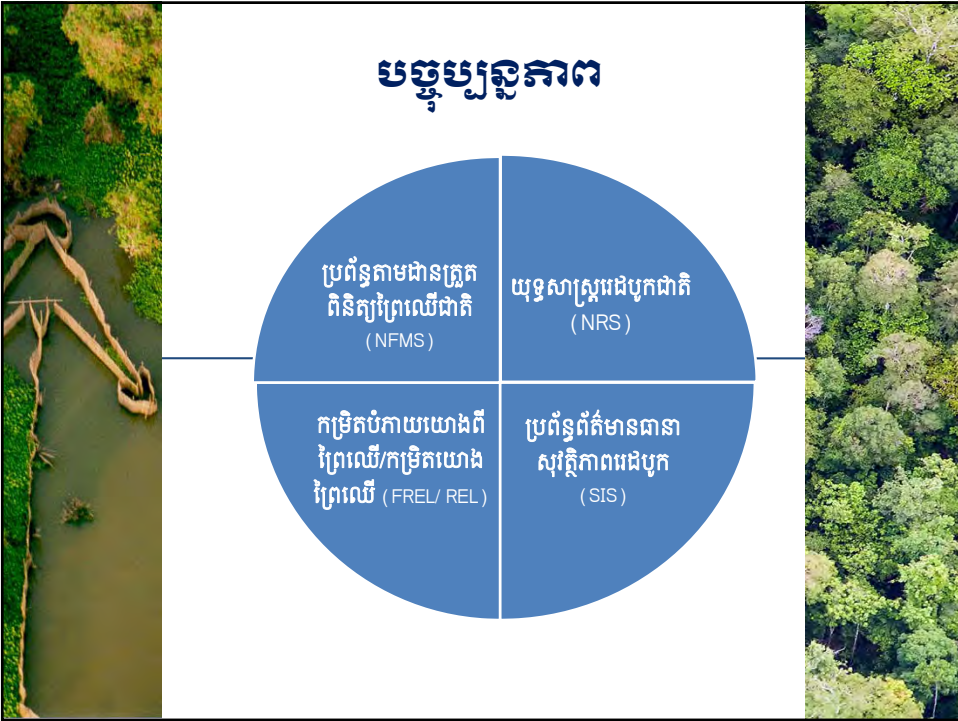 បច្ចុប្បន្នភាព
ប្រព័ន្ធតាមដានត្រួត
ពិនិត្យព្រៃឈើជាតិ
( NFMS )
យុទ្ធសាស្ត្ររេដបូកជាតិ
( NRS )
កម្រិតបំភាយយោងពី
ព្រៃឈើ/កម្រិតយោង
ព្រៃឈើ ( FREL/ REL )
ប្រព័ន្ធព័ត៌មានធានា
សុវត្ថិភាពរេដបូក
( SIS )